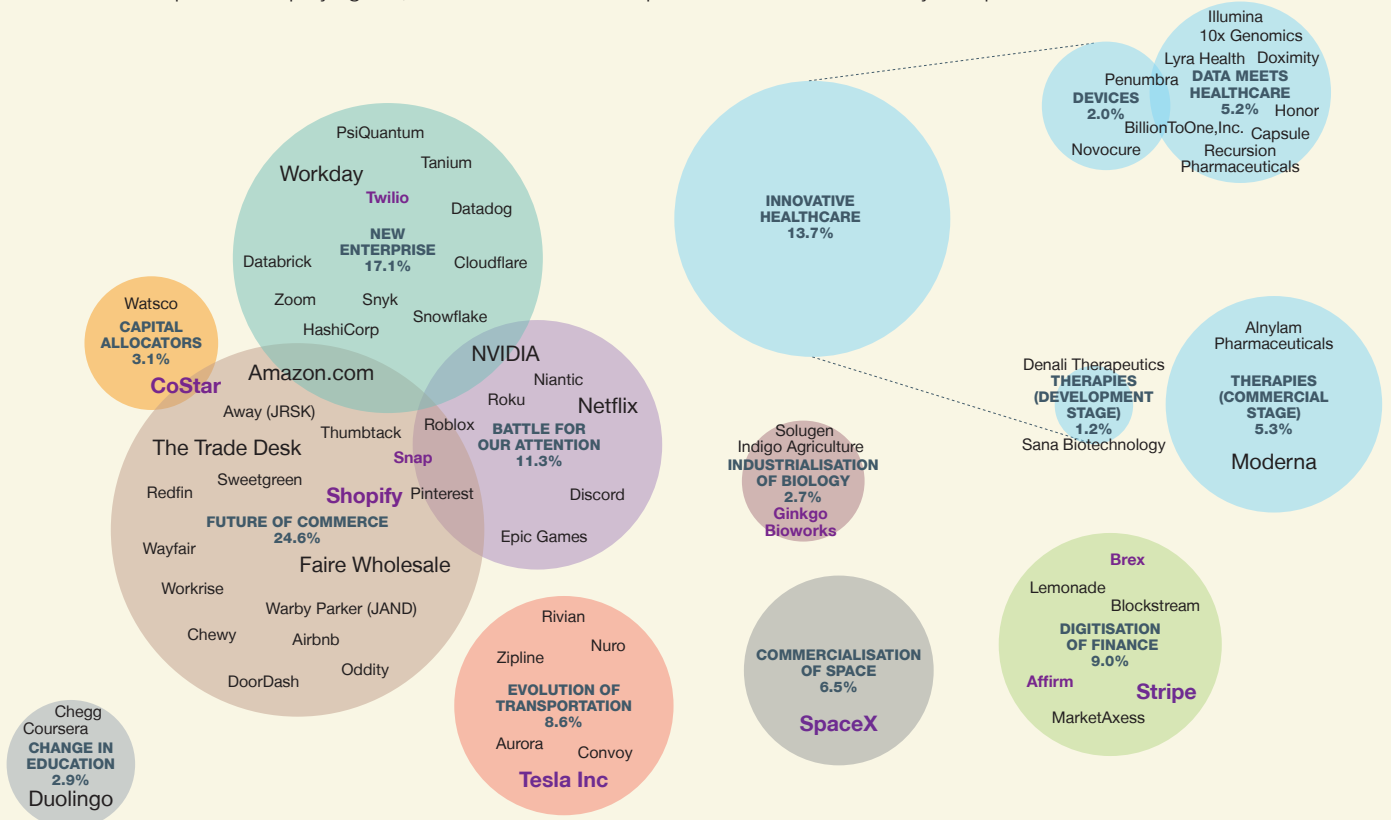 PsiQuantum
Workday
Tanium
Twilio
Datadog
NEW
ENTERPRISE
17.1%
Databrick
Cloudflare
Zoom
Snyk
Snowflake
HashiCorp
Watsco
CAPITAL
ALLOCATORS
3.1%
CoStar
Amazon.com
Away (JRSK)
Thumbtack
The Trade Desk
Snap
Sweetgreen
Redfin
Shopify
Pinterest
FUTURE OF COMMERCE
24.6%
Wayfair
Faire Wholesale
Workrise
Warby Parker (JAND)
Chewy
Airbnb
Oddity
DoorDash
NVIDIA
Niantic
Roku
Netflix
Roblox
BATTLE FOR
OUR ATTENTION
11.3%
Discord
Epic Games
INNOVATIVE
HEALTHCARE
13.7%
Penumbra
DEVICES
2.0%
Novocure
Illumina
10x Genomics
Lyra Health
Doximity
DATA MEETS
HEALTHCARE
5.2%
Honor
BillionToOne,Inc.
Capsule
Recursion
Pharmaceuticals
Denali Therapeutics
THERAPIES
(DEVELOPMENT
STAGE)
1.2%
Sana Biotechnology
Alnylam
Pharmaceuticals
THERAPIES
(COMMERCIAL
STAGE)
5.3%
Moderna
Solugen
Indigo Agriculture
INDUSTRIALISATION
OF BIOLOGY
2.7%
Ginkgo
Bioworks
Chegg
Coursera
CHANGE IN
EDUCATION
2.9%
Duolingo
Rivian
Nuro
Zipline
EVOLUTION OF
TRANSPORTATION
8.6%
Aurora
Convoy
Tesla Inc
COMMERCIALISATION
OF SPACE
6.5%
SpaceX
Brex
Lemonade
Blockstream
DIGITISATION
OF FINANCE
9.0%
Affirm
Stripe
MarketAxess